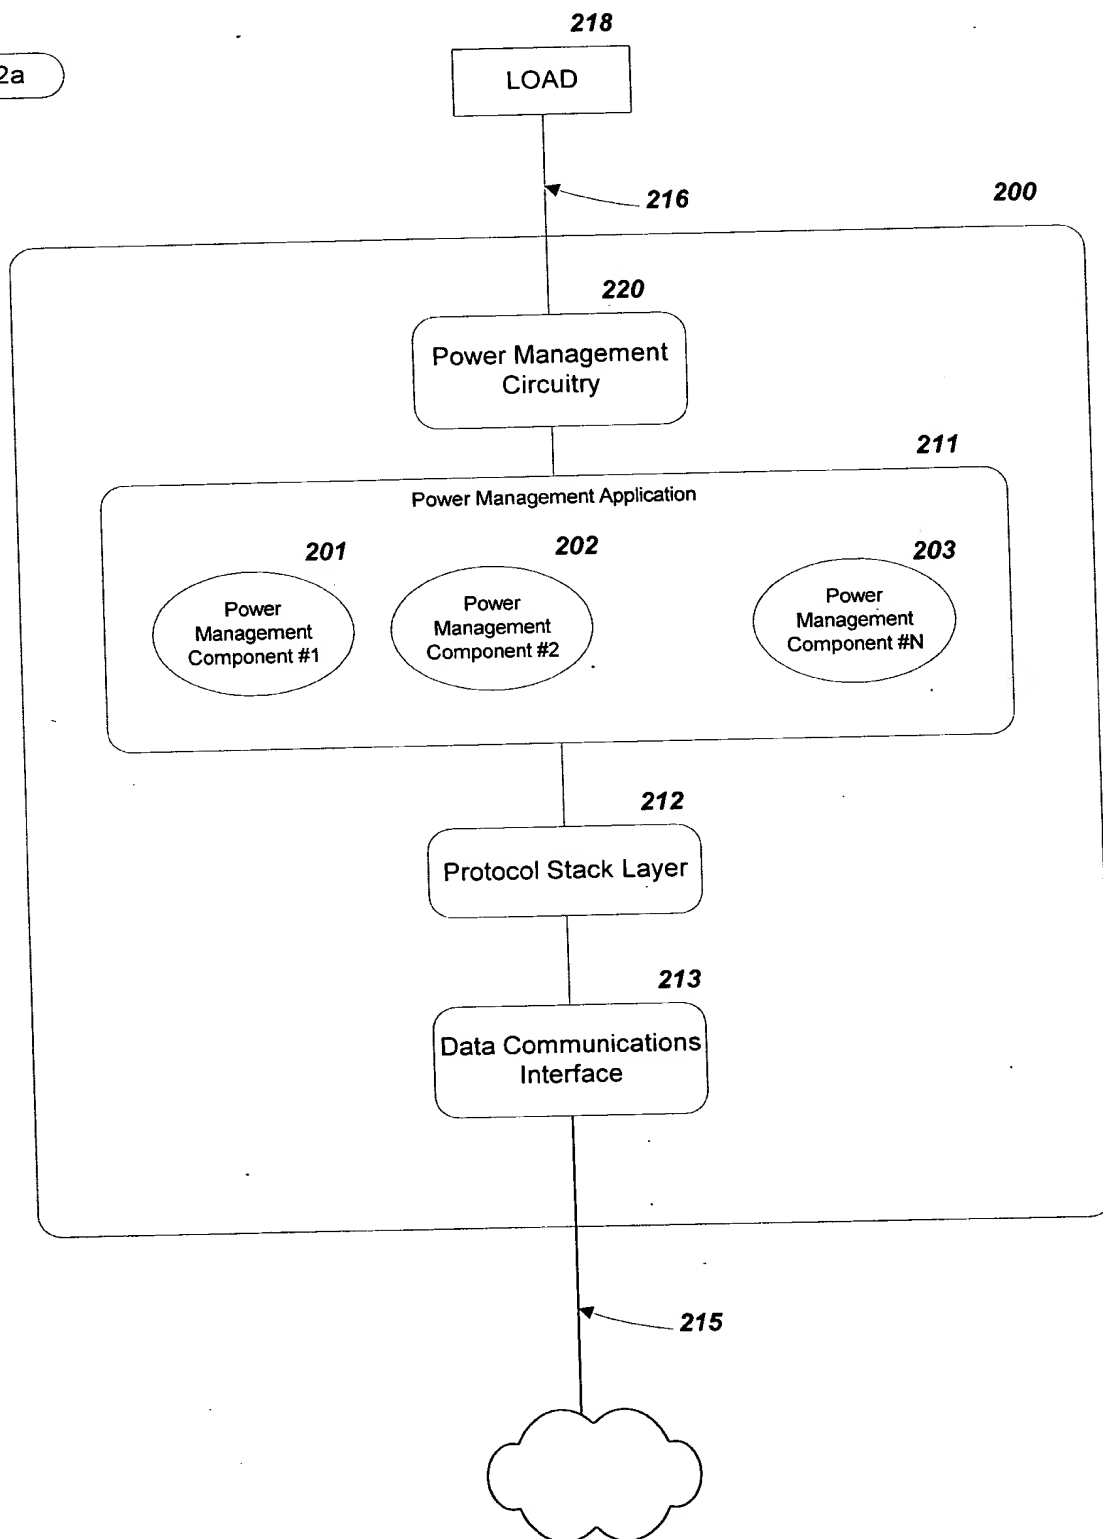 218
2a
LOAD
216
200
220
Power Management
Circuitry
211
Power Management Application
201
202
203
Power
Management
Component #1
Power
Management
Component #2
Power
Management
Component #N
212
Protocol Stack Layer
213
Data Communications
Interface
215